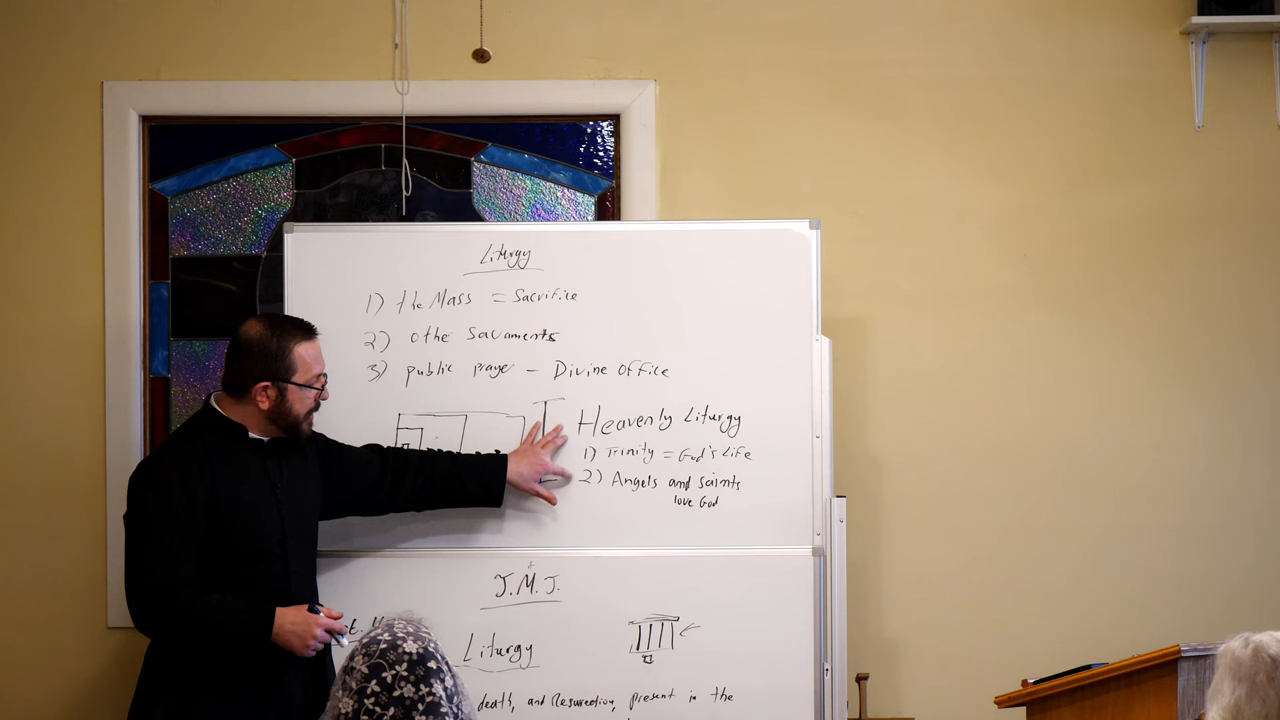 Liturgy
1) the Mass = Sacrifice
2) othe Sacraments
3) public prayer - Divine Office
Heavenly Liturgy
1) Trinity = God's Life
2) Angels and saints
love God
J.M.J.
Liturgy
death, and Resurrection, present in the